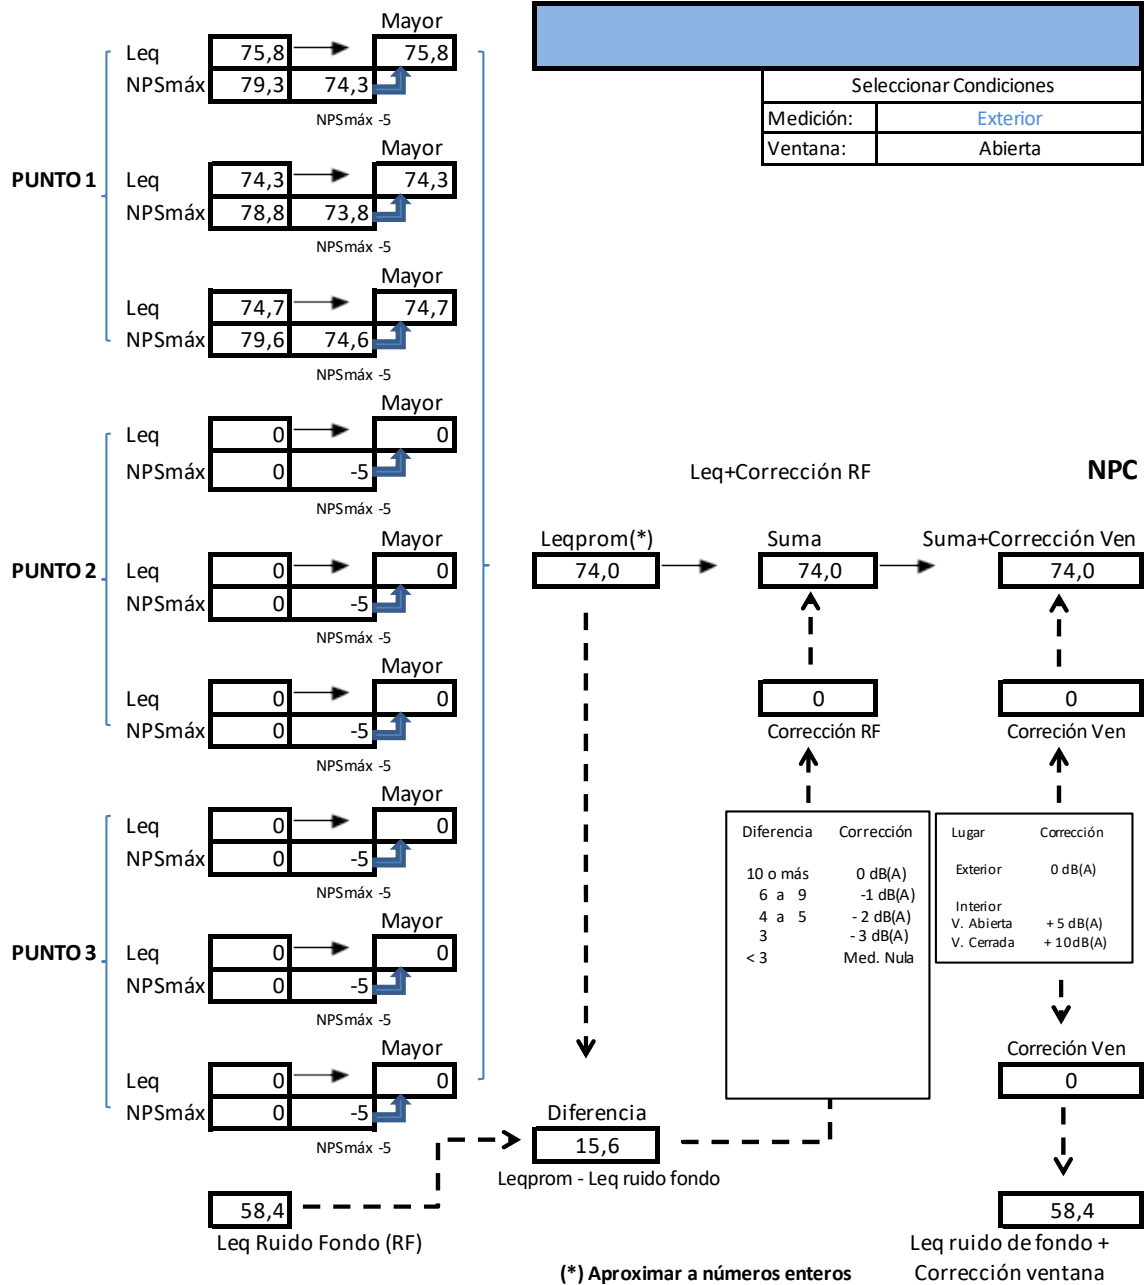 Mayor
Leq 75,8 75,8
NPSmáx 79,3 74,3
NPSmáx -5
Seleccionar Condiciones
Medición: Exterior
Ventana: Abierta
PUNTO 1
Mayor
Leq 74,3 74,3
NPSmáx 78,8 73,8
NPSmáx -5
Mayor
Leq 74,7 74,7
NPSmáx 79,6 74,6
NPSmáx -5
Mayor
Leq 0 0
NPSmáx 0 -5
NPSmáx -5
PUNTO 2
Mayor
Leq 0 0
NPSmáx 0 -5
NPSmáx -5
Mayor
Leq 0 0
NPSmáx 0 -5
NPSmáx -5
Mayor
Leq 0 0
NPSmáx 0 -5
NPSmáx -5
PUNTO 3
Mayor
Leq 0 0
NPSmáx 0 -5
NPSmáx -5
Mayor
Leq 0 0
NPSmáx 0 -5
NPSmáx -5
58,4
Leq Ruido Fondo (RF)
Leq+Corrección RF
NPC
Leqprom(*)
74,0
Suma
74,0
Suma+Corrección Ven
74,0
0
Corrección RF
0
Correción Ven
Diferencia Corrección
10 o más 0 dB(A)
6 a 9 -1 dB(A)
4 a 5 - 2 dB(A)
3 - 3 dB(A)
< 3 Med. Nula
Lugar Corrección
Exterior 0 dB(A)
Interior
V. Abierta + 5 dB(A)
V. Cerrada + 10dB(A)
Correción Ven
0
Diferencia
15,6
Leqprom - Leq ruido fondo
58,4
Leq ruido de fondo +
Corrección ventana
(*) Aproximar a números enteros